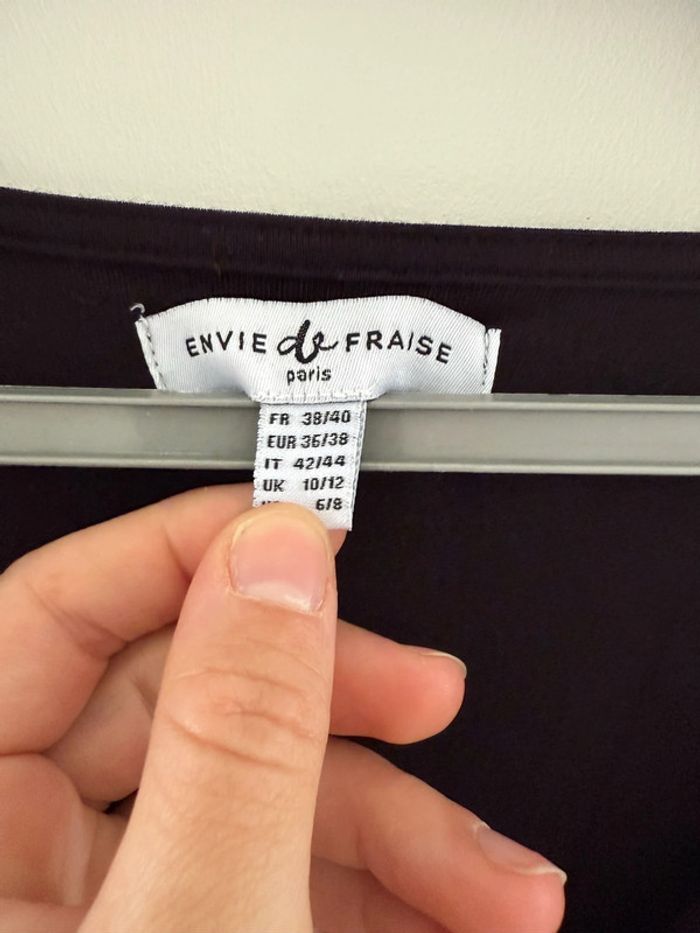 ENVIE de FRAISE
paris
FR 38/40
EUR 36/38
IT 42/44
UK 10/12
6/8